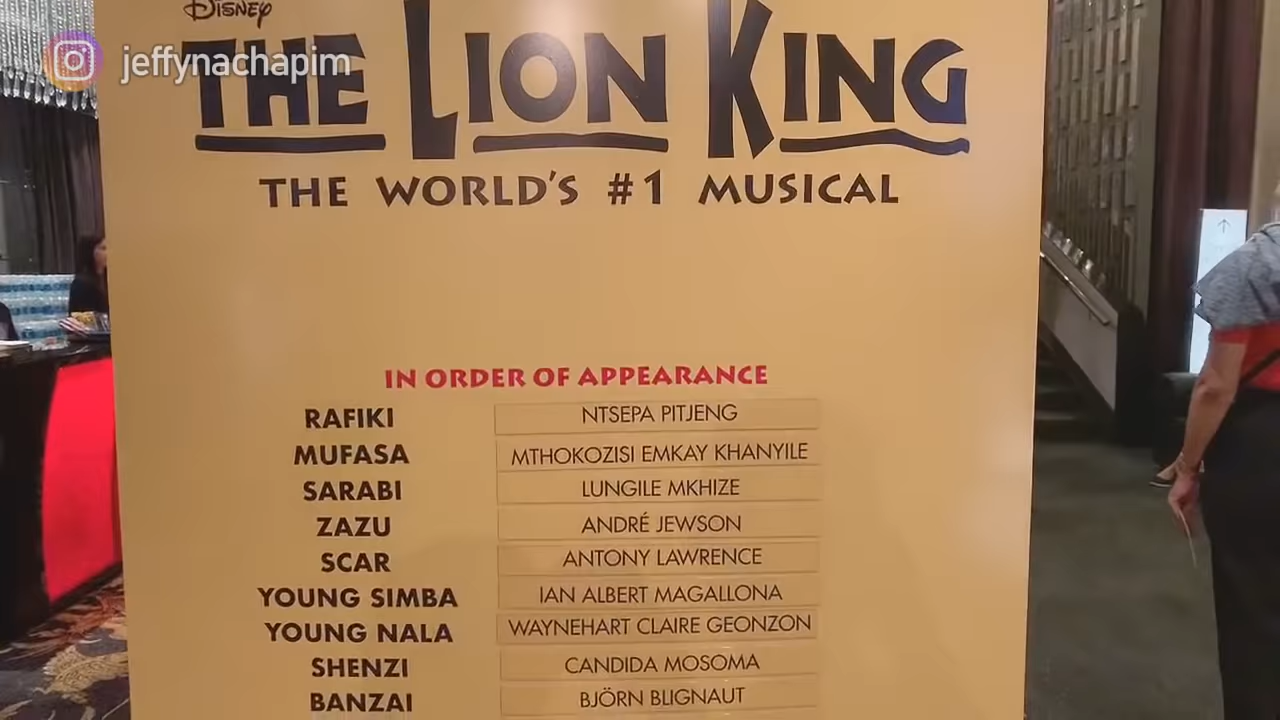 Disney
jeffynachapim
THE LION KING
THE WORLD'S #1 MUSICAL
IN ORDER OF APPEARANCE
RAFIKI NTSEPA PITJENG
MUFASA MTHOKOZISI EMKAY KHANYILE
SARABI LUNGILE MKHIZE
ZAZU ANDRÉ JEWSON
SCAR ANTONY LAWRENCE
YOUNG SIMBA IAN ALBERT MAGALLONA
YOUNG NALA WAYNEHART CLAIRE GEONZON
SHENZI CANDIDA MOSOMA
BANZAI BJÖRN BLIGNAUT